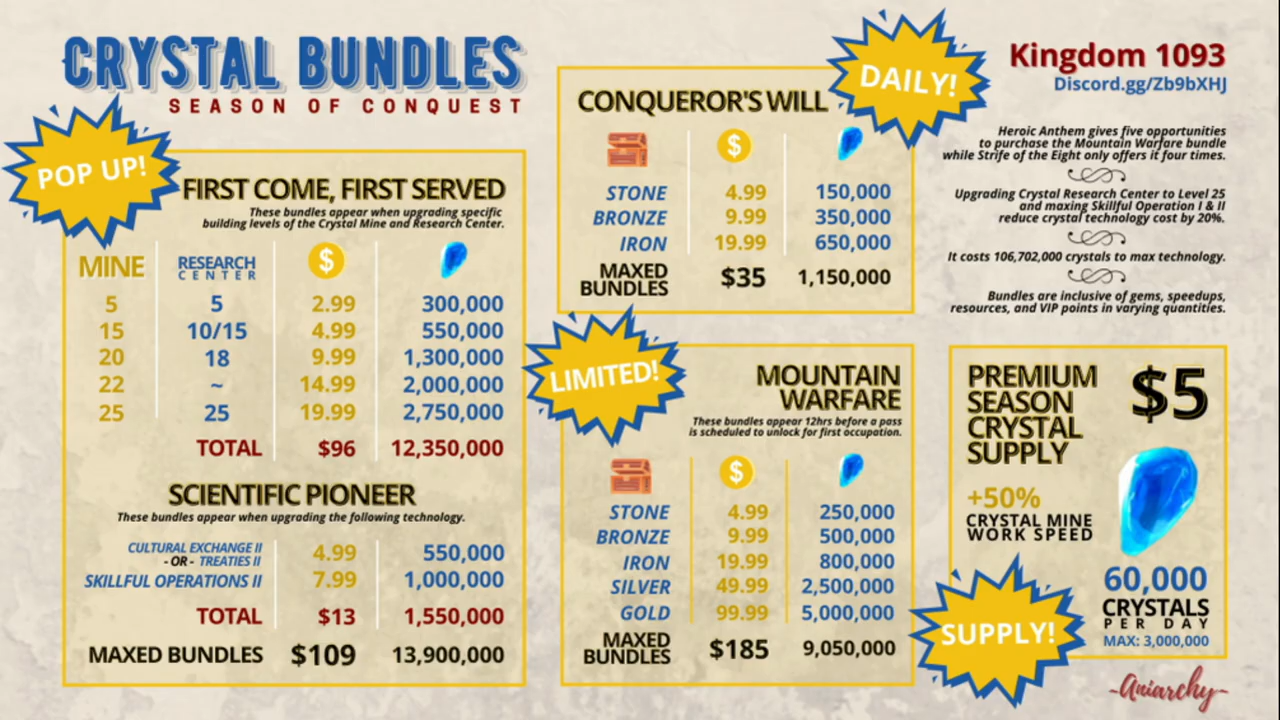 CRYSTAL BUNDLES
SEASON OF CONQUEST
POP UP!
FIRST COME, FIRST SERVED
These bundles appear when upgrading specific
building levels of the Crystal Mine and Research Center.
MINE RESEARCH CENTER $
5 5 2.99 300,000
15 10/15 4.99 550,000
20 18 9.99 1,300,000
22 ~ 14.99 2,000,000
25 25 19.99 2,750,000
TOTAL $96 12,350,000
SCIENTIFIC PIONEER
These bundles appear when upgrading the following technology.
CULTURAL EXCHANGE II
- OR - TREATIES II 4.99 550,000
SKILLFUL OPERATIONS II 7.99 1,000,000
TOTAL $13 1,550,000
MAXED BUNDLES $109 13,900,000
DAILY!
CONQUEROR'S WILL
$
STONE 4.99 150,000
BRONZE 9.99 350,000
IRON 19.99 650,000
MAXED
BUNDLES $35 1,150,000
LIMITED!
MOUNTAIN
WARFARE
These bundles appear 12hrs before a pass
is scheduled to unlock for first occupation.
$
STONE 4.99 250,000
BRONZE 9.99 500,000
IRON 19.99 800,000
SILVER 49.99 2,500,000
GOLD 99.99 5,000,000
MAXED
BUNDLES $185 9,050,000
Kingdom 1093
Discord.gg/Zb9bXHJ
Heroic Anthem gives five opportunities
to purchase the Mountain Warfare bundle
while Strife of the Eight only offers it four times.
Upgrading Crystal Research Center to Level 25
and maxing Skillful Operation I & II
reduce crystal technology cost by 20%.
It costs 106,702,000 crystals to max technology.
Bundles are inclusive of gems, speedups,
resources, and VIP points in varying quantities.
PREMIUM
SEASON
CRYSTAL
SUPPLY
$5
+50%
CRYSTAL MINE
WORK SPEED
60,000
CRYSTALS
PER DAY
MAX: 3,000,000
SUPPLY!
~Aniarchy~